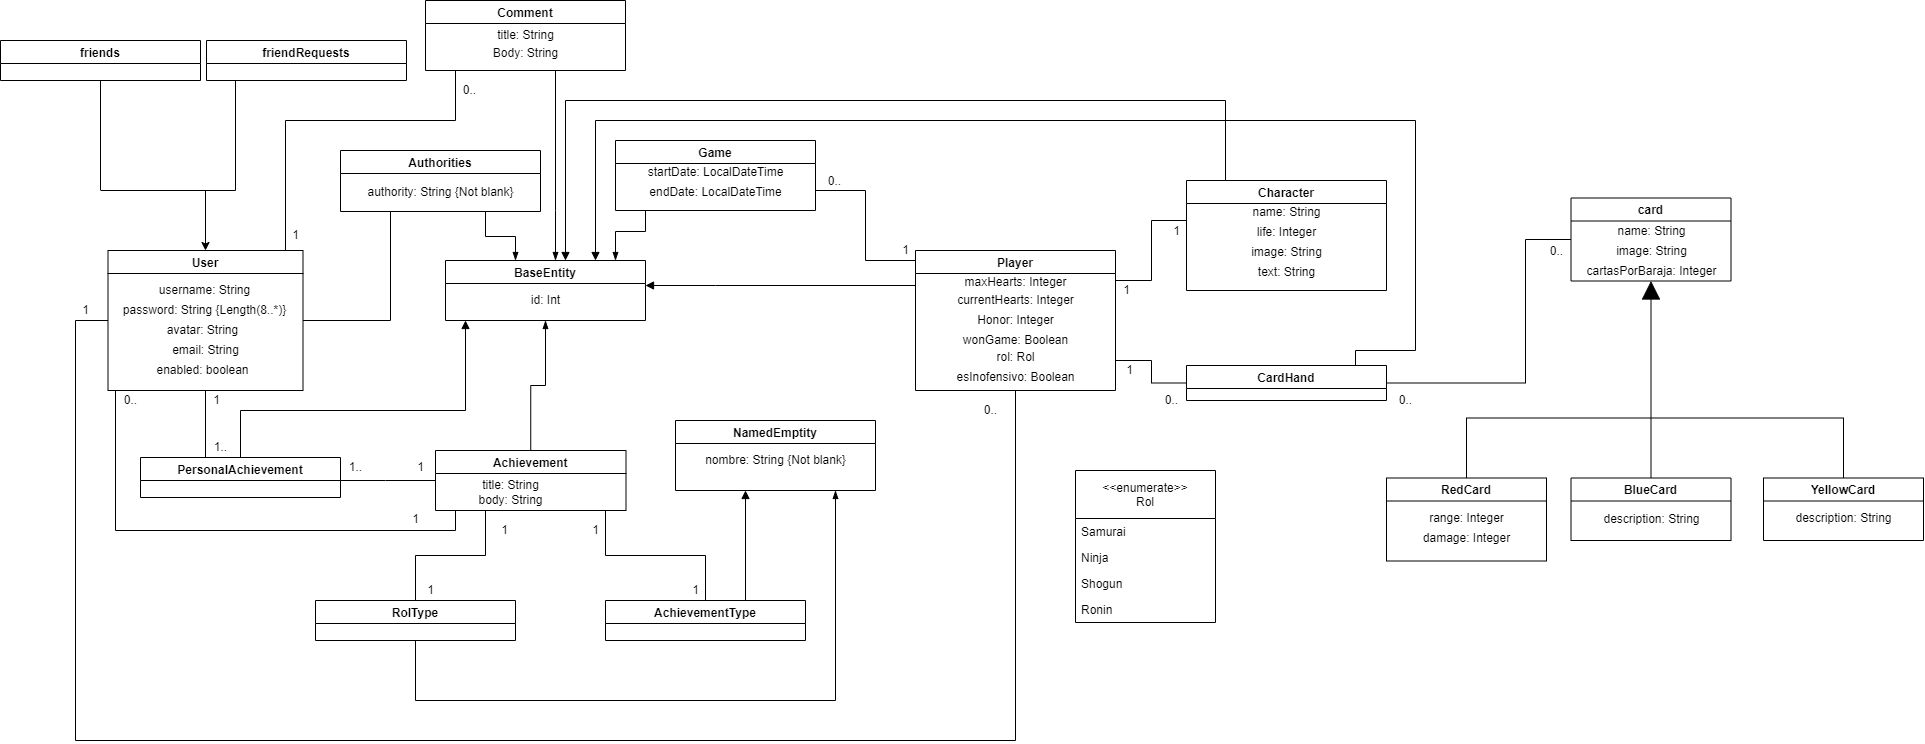 Comment
title: String
Body: String
friends
friendRequests
0..
Authorities
authority: String {Not blank}
Game
startDate: LocalDateTime
endDate: LocalDateTime
0..
Character
name: String
life: Integer
image: String
text: String
card
name: String
image: String
cartasPorBaraja: Integer
1
1
1
0..
User
username: String
password: String {Length(8..*)}
avatar: String
email: String
enabled: boolean
BaseEntity
id: Int
Player
maxHearts: Integer
currentHearts: Integer
Honor: Integer
wonGame: Boolean
rol: Rol
esInofensivo: Boolean
1
1
1
CardHand
0..
0..
0..
1
0..
1..
PersonalAchievement
1..
1
Achievement
title: String
body: String
NamedEmptity
nombre: String {Not blank}
1
1
1
<<enumerate>>
Rol
Samurai
Ninja
Shogun
Ronin
RedCard
range: Integer
damage: Integer
BlueCard
description: String
YellowCard
description: String
1
1
RolType
AchievementType